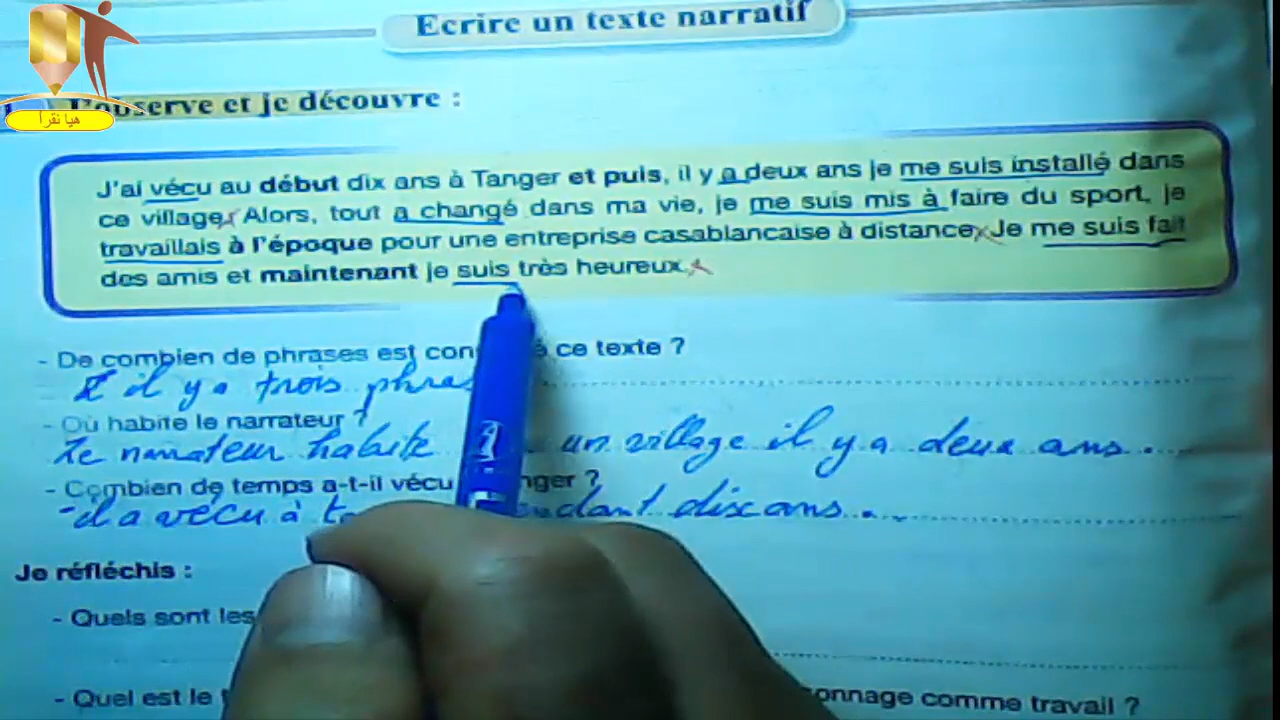 Ecrire un texte narratif
هيا نقرأ
J'observe et je découvre :
J'ai vécu au début dix ans à Tanger et puis, il y a deux ans je me suis installé dans
ce village. Alors, tout a changé dans ma vie, je me suis mis à faire du sport, je
travaillais à l'époque pour une entreprise casablancaise à distance. Je me suis fait
des amis et maintenant je suis très heureux.
- De combien de phrases est ce texte ?
il y a trois phras
- Où habite le narrateur ?
Le narrateur habite un village il y a deux ans...
- Combien de temps a-t-il vécu nger ?
- il a vécu à dant discans..
Je réfléchis :
- Quels sont les
- Quel est le onnage comme travail ?